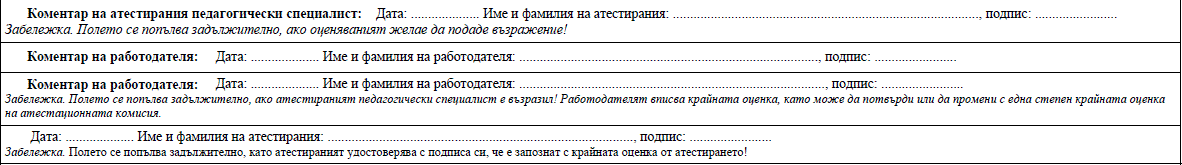 Коментар на атестирания педагогически специалист: Дата: ..................... Име и фамилия на атестирания: ..............................................................................................., подпис: .........................
Забележка. Полето се попълва задължително, ако оценяваният желае да подаде възражение!
Коментар на работодателя: Дата: ..................... Име и фамилия на работодателя: ............................................................................................, подпис: .........................
Коментар на работодателя: Дата: ..................... Име и фамилия на работодателя: ..............................................................................................., подпис: .........................
Забележка. Полето се попълва задължително, ако атестираният педагогически специалист е възразил! Работодателят вписва крайната оценка, като може да потвърди или да промени с една степен крайната оценка
на атестационната комисия.
Дата: ..................... Име и фамилия на атестирания: ..............................................................................................., подпис: .........................
Забележка. Полето се попълва задължително, като атестираният удостоверява с подписа си, че е запознат с крайната оценка от атестирането!